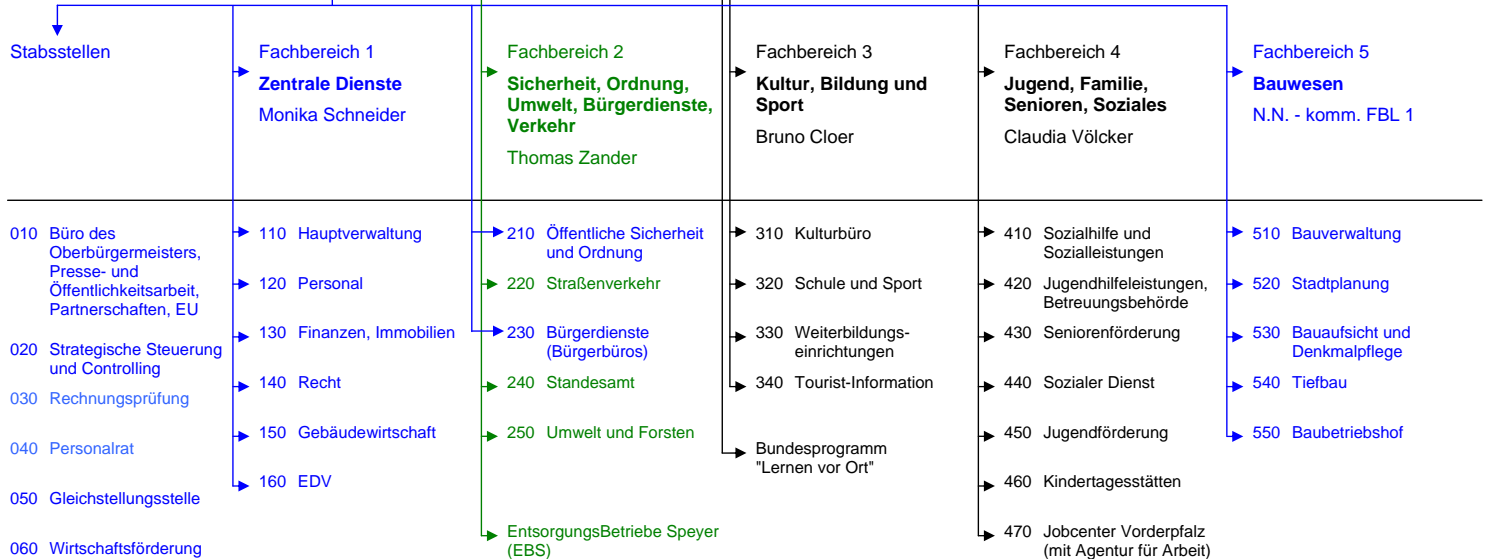 Stabsstellen
Fachbereich 1
Zentrale Dienste
Monika Schneider
Fachbereich 2
Sicherheit, Ordnung,
Umwelt, Bürgerdienste,
Verkehr
Thomas Zander
Fachbereich 3
Kultur, Bildung und
Sport
Bruno Cloer
Fachbereich 4
Jugend, Familie,
Senioren, Soziales
Claudia Völcker
Fachbereich 5
Bauwesen
N.N. - komm. FBL 1
010 Büro des
Oberbürgermeisters,
Presse- und
Öffentlichkeitsarbeit,
Partnerschaften, EU
020 Strategische Steuerung
und Controlling
030 Rechnungsprüfung
040 Personalrat
050 Gleichstellungsstelle
060 Wirtschaftsförderung
110 Hauptverwaltung
120 Personal
130 Finanzen, Immobilien
140 Recht
150 Gebäudewirtschaft
160 EDV
210 Öffentliche Sicherheit
und Ordnung
220 Straßenverkehr
230 Bürgerdienste
(Bürgerbüros)
240 Standesamt
250 Umwelt und Forsten
EntsorgungsBetriebe Speyer
(EBS)
310 Kulturbüro
320 Schule und Sport
330 Weiterbildungs-
einrichtungen
340 Tourist-Information
Bundesprogramm
"Lernen vor Ort"
410 Sozialhilfe und
Sozialleistungen
420 Jugendhilfeleistungen,
Betreuungsbehörde
430 Seniorenförderung
440 Sozialer Dienst
450 Jugendförderung
460 Kindertagesstätten
470 Jobcenter Vorderpfalz
(mit Agentur für Arbeit)
510 Bauverwaltung
520 Stadtplanung
530 Bauaufsicht und
Denkmalpflege
540 Tiefbau
550 Baubetriebshof